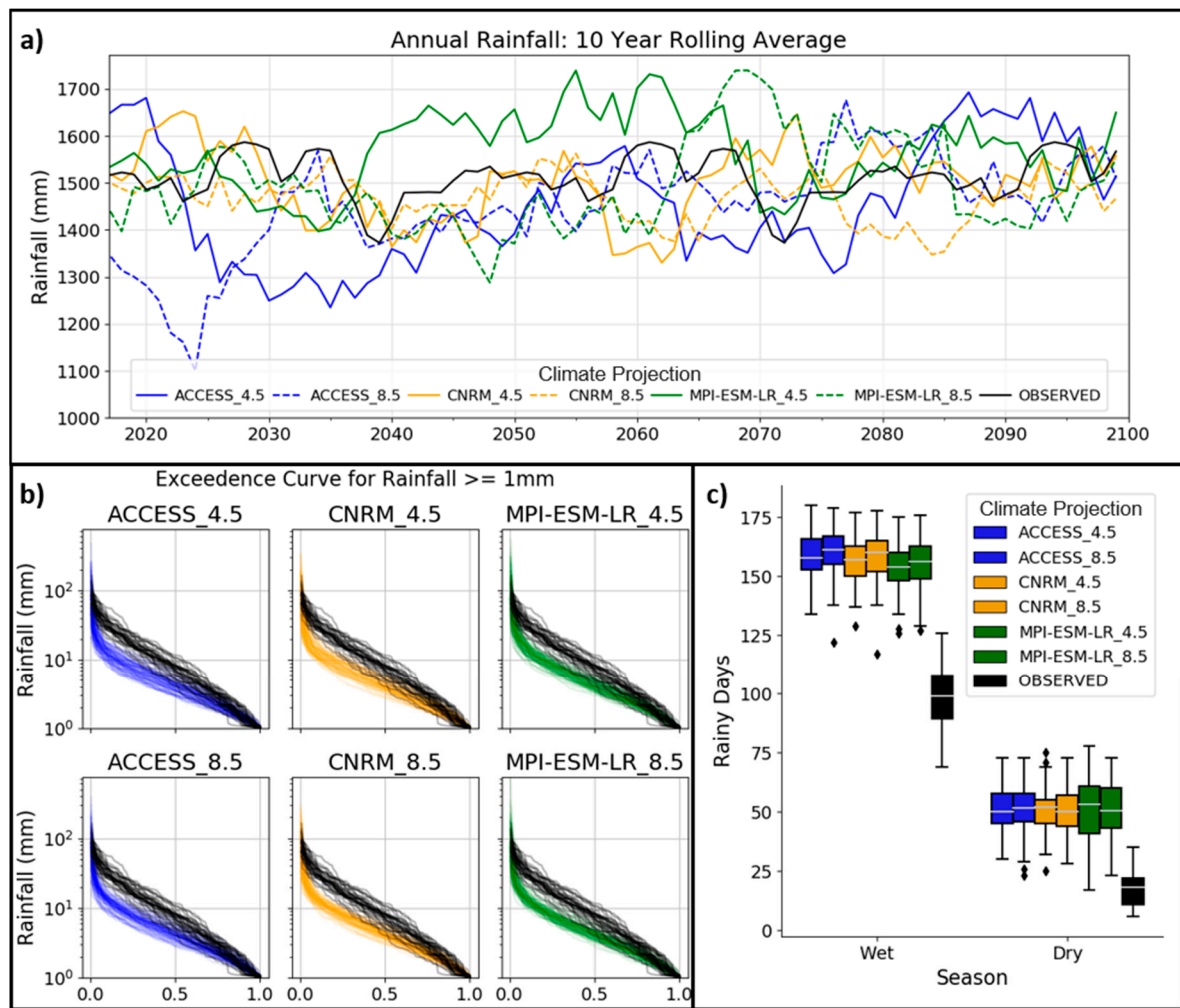 a)
Annual Rainfall: 10 Year Rolling Average
Rainfall (mm)
1700
1600
1500
1400
1300
1200
1100
1000
Climate Projection
ACCESS_4.5 ACCESS_8.5 CNRM_4.5 CNRM_8.5 MPI-ESM-LR_4.5 MPI-ESM-LR_8.5 OBSERVED
2020 2030 2040 2050 2060 2070 2080 2090 2100
b)
Exceedence Curve for Rainfall >= 1mm
ACCESS_4.5 CNRM_4.5 MPI-ESM-LR_4.5
Rainfall (mm)
10²
10¹
10⁰
ACCESS_8.5 CNRM_8.5 MPI-ESM-LR_8.5
Rainfall (mm)
10²
10¹
10⁰
0.0 0.5 1.0 0.0 0.5 1.0 0.0 0.5 1.0
c)
Rainy Days
175
150
125
100
75
50
25
0
Climate Projection
ACCESS_4.5
ACCESS_8.5
CNRM_4.5
CNRM_8.5
MPI-ESM-LR_4.5
MPI-ESM-LR_8.5
OBSERVED
Wet Dry
Season